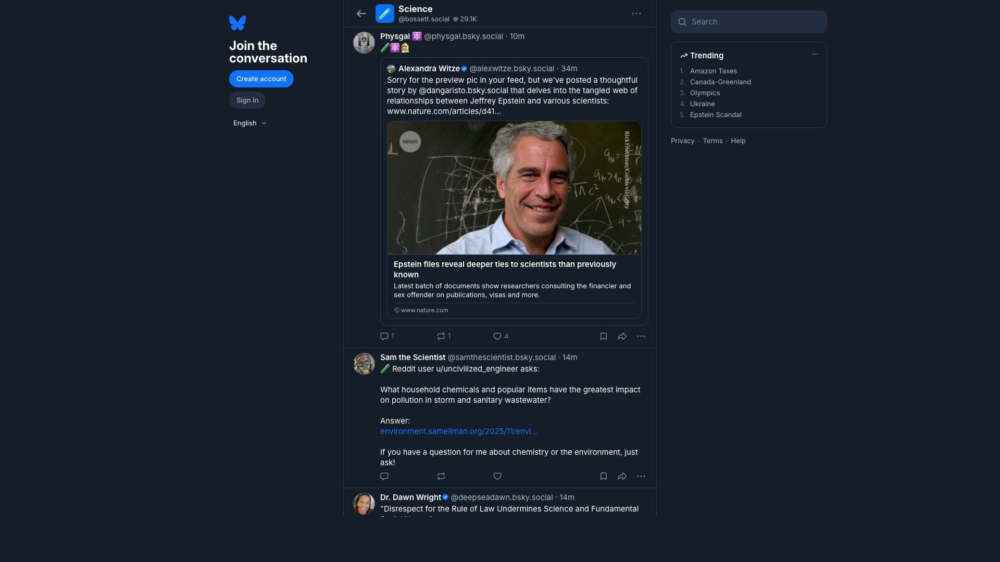 Join the
conversation
Create account
Sign in
English
Science
@bossett.social 29.1K
Physgal @physgal.bsky.social · 10m
Alexandra Witze @alexwitze.bsky.social · 34m
Sorry for the preview pic in your feed, but we've posted a thoughtful
story by @dangaristo.bsky.social that delves into the tangled web of
relationships between Jeffrey Epstein and various scientists:
www.nature.com/articles/d41...
nature
Rick Friedman/Corbis via Getty
Epstein files reveal deeper ties to scientists than previously
known
Latest batch of documents show researchers consulting the financier and
sex offender on publications, visas and more.
www.nature.com
1 1 4
Sam the Scientist @samthescientist.bsky.social · 14m
Reddit user u/uncivilized_engineer asks:
What household chemicals and popular items have the greatest impact
on pollution in storm and sanitary wastewater?
Answer:
environment.samellman.org/2025/11/envi...
If you have a question for me about chemistry or the environment, just
ask!
Dr. Dawn Wright @deepseadawn.bsky.social · 14m
"Disrespect for the Rule of Law Undermines Science and Fundamental
Search
Trending
1. Amazon Taxes
2. Canada-Greenland
3. Olympics
4. Ukraine
5. Epstein Scandal
Privacy · Terms · Help